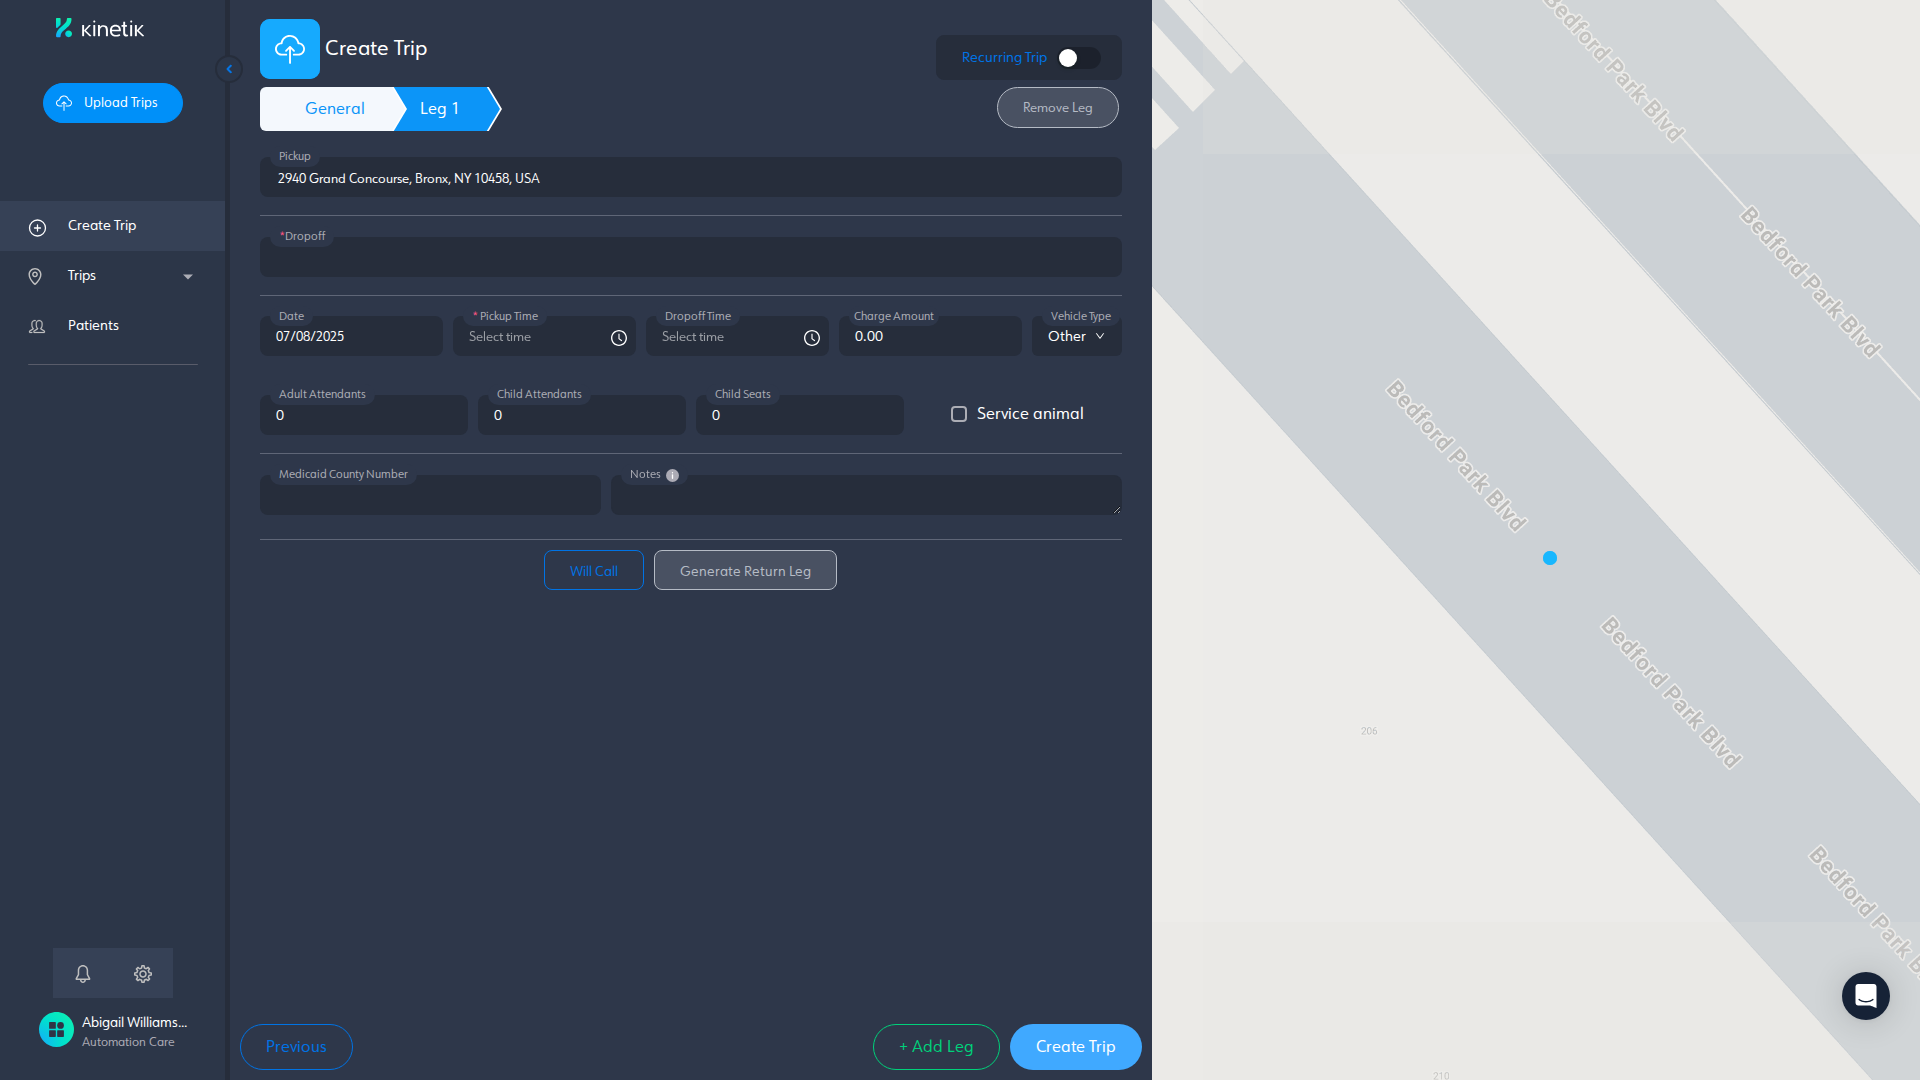 kinetik
Upload Trips
Create Trip
Trips
Patients
Abigail Williams...
Automation Care
Create Trip
Recurring Trip
General
Leg 1
Remove Leg
Pickup
2940 Grand Concourse, Bronx, NY 10458, USA
*Dropoff
Date
07/08/2025
* Pickup Time
Select time
Dropoff Time
Select time
Charge Amount
0.00
Vehicle Type
Other
Adult Attendants
0
Child Attendants
0
Child Seats
0
Service animal
Medicaid County Number
Notes
Will Call
Generate Return Leg
Previous
+ Add Leg
Create Trip
Bedford Park Blvd
Bedford Park Blvd
Bedford Park Blvd
Bedford Park Blvd
Bedford Park B
206
210